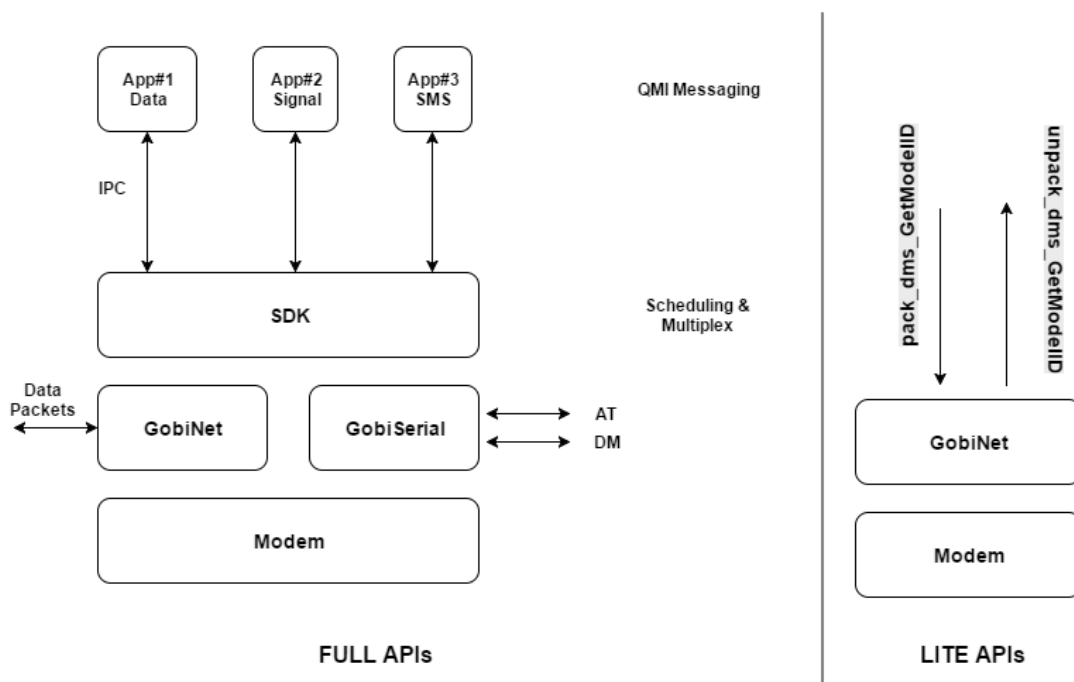 App#1
Data
App#2
Signal
App#3
SMS
QMI Messaging
IPC
SDK
Scheduling &
Multiplex
Data
Packets
GobiNet
GobiSerial
AT
DM
Modem
FULL APIs
pack_dms_GetModelID
unpack_dms_GetModelID
GobiNet
Modem
LITE APIs